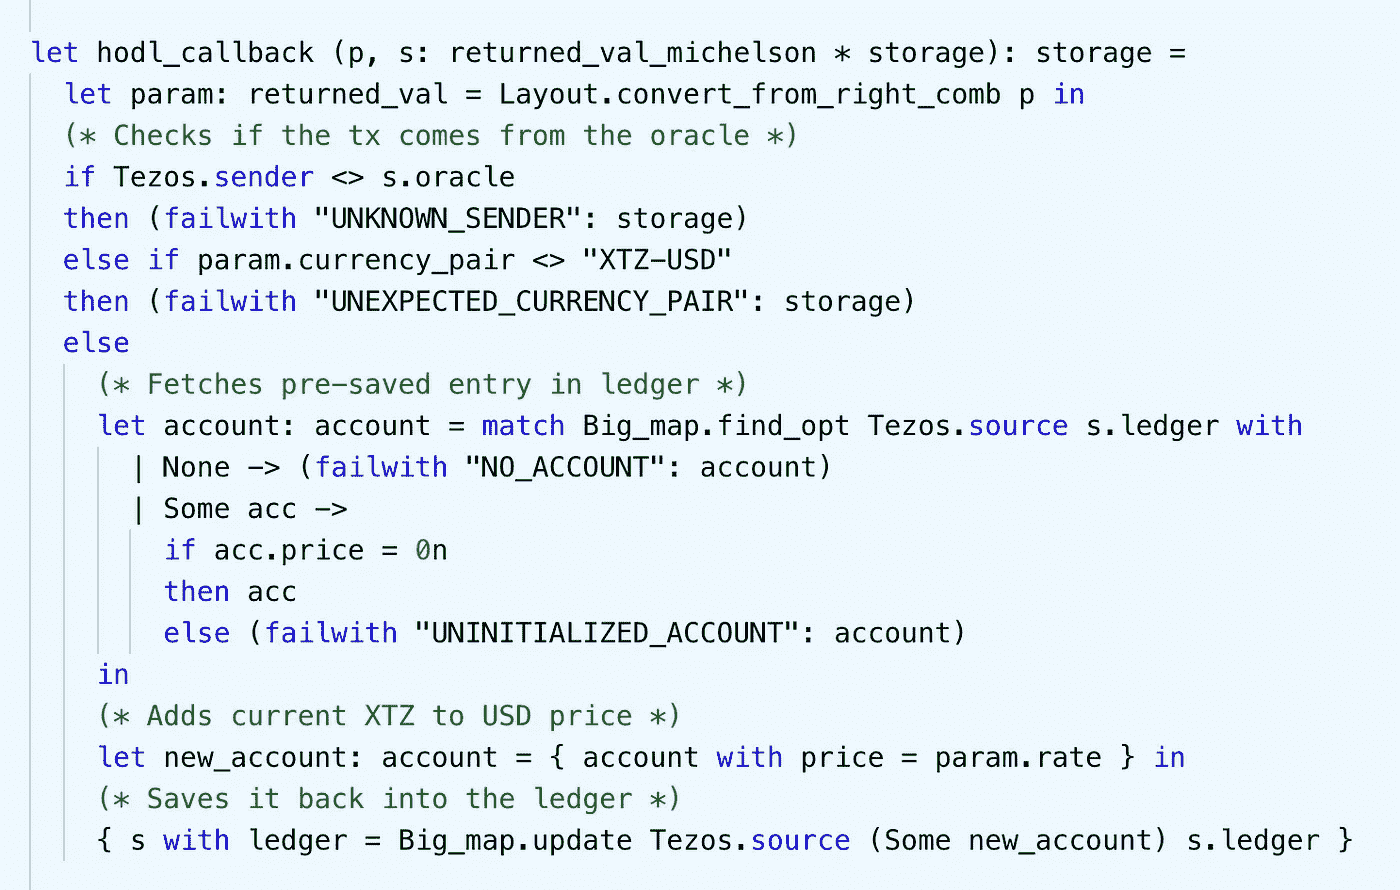 let hodl_callback (p, s: returned_val_michelson * storage): storage =
  let param: returned_val = Layout.convert_from_right_comb p in
  (* Checks if the tx comes from the oracle *)
  if Tezos.sender <> s.oracle
  then (failwith "UNKNOWN_SENDER": storage)
  else if param.currency_pair <> "XTZ-USD"
  then (failwith "UNEXPECTED_CURRENCY_PAIR": storage)
  else
    (* Fetches pre-saved entry in ledger *)
    let account: account = match Big_map.find_opt Tezos.source s.ledger with
      | None -> (failwith "NO_ACCOUNT": account)
      | Some acc ->
        if acc.price = 0n
        then acc
        else (failwith "UNINITIALIZED_ACCOUNT": account)
    in
    (* Adds current XTZ to USD price *)
    let new_account: account = { account with price = param.rate } in
    (* Saves it back into the ledger *)
    { s with ledger = Big_map.update Tezos.source (Some new_account) s.ledger }